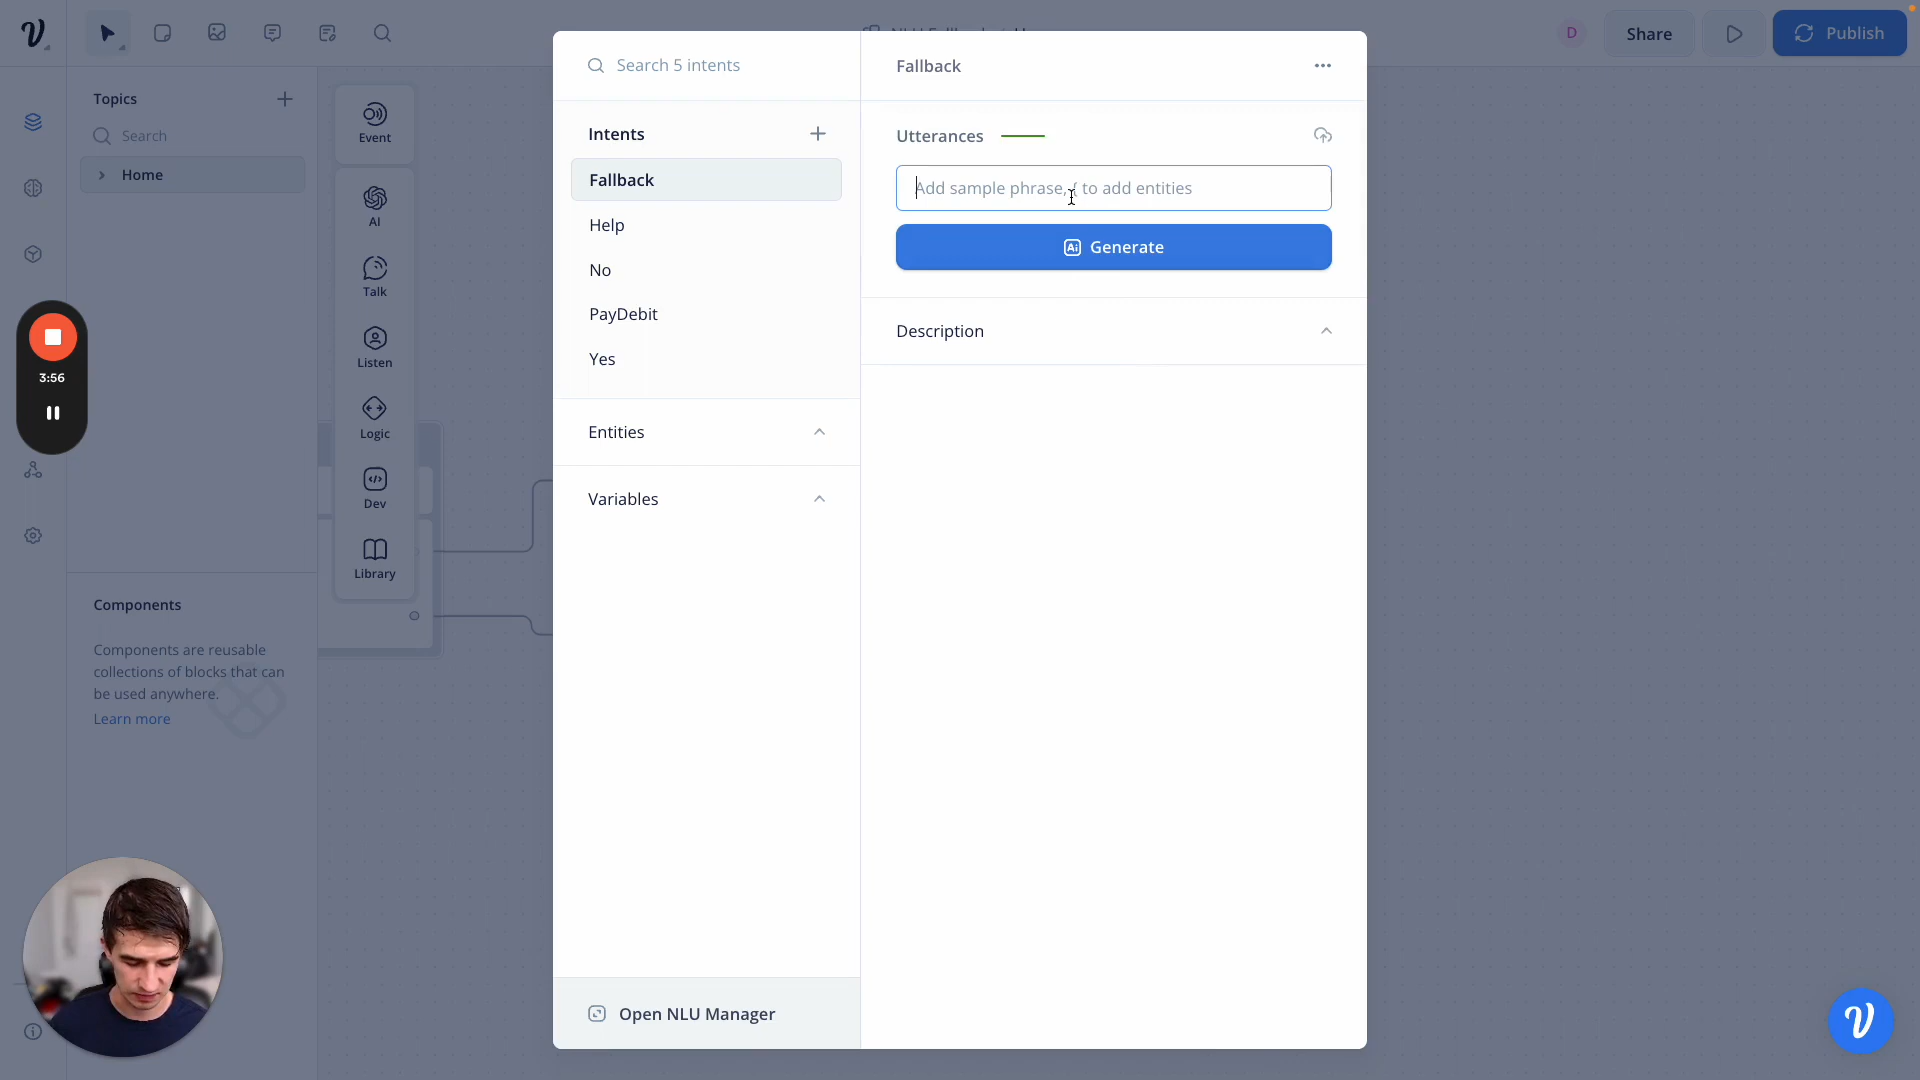 Share
Publish
D
Topics
Search
Home
Components
Components are reusable
collections of blocks that can
be used anywhere.
Learn more
3:56
Event
AI
Talk
Listen
Logic
Dev
Library
Search 5 intents
Intents
Fallback
Help
No
PayDebit
Yes
Entities
Variables
Open NLU Manager
Fallback
Utterances
Add sample phrase, { to add entities
Ai Generate
Description